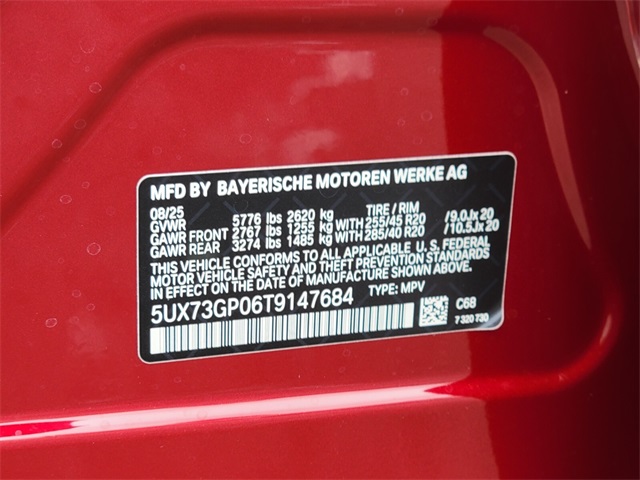 MFD BY BAYERISCHE MOTOREN WERKE AG
08/25
GVWR 5776 lbs 2620 kg TIRE / RIM
GAWR FRONT 2767 lbs 1255 kg WITH 255/45 R20 /9.0Jx20
GAWR REAR 3274 lbs 1485 kg WITH 285/40 R20 /10.5Jx20
THIS VEHICLE CONFORMS TO ALL APPLICABLE U.S. FEDERAL
MOTOR VEHICLE SAFETY AND THEFT PREVENTION STANDARDS
IN EFFECT ON THE DATE OF MANUFACTURE SHOWN ABOVE.
5UX73GP06T9147684 TYPE: MPV
C68
7 320 730